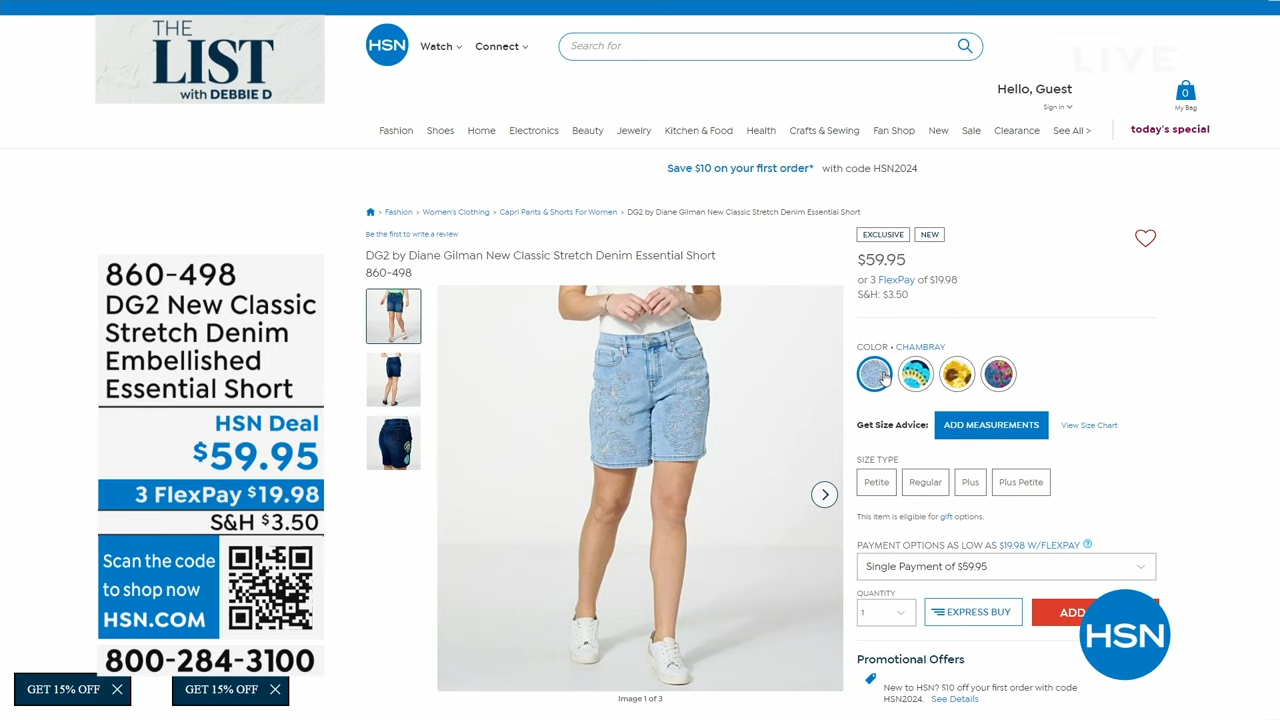 THE
LIST
with DEBBIE D
HSN
Watch
Connect
Search for
LIVE
Hello, Guest
Sign in
0
My Bag
Fashion
Shoes
Home
Electronics
Beauty
Jewelry
Kitchen & Food
Health
Crafts & Sewing
Fan Shop
New
Sale
Clearance
See All >
today's special
Save $10 on your first order* with code HSN2024
> Fashion > Women's Clothing > Capri Pants & Shorts For Women > DG2 by Diane Gilman New Classic Stretch Denim Essential Short
Be the first to write a review
DG2 by Diane Gilman New Classic Stretch Denim Essential Short
860-498
860-498
DG2 New Classic
Stretch Denim
Embellished
Essential Short
HSN Deal
$59.95
3 FlexPay $19.98
S&H $3.50
Scan the code
to shop now
HSN.COM
800-284-3100
GET 15% OFF
GET 15% OFF
Image 1 of 3
EXCLUSIVE
NEW
$59.95
or 3 FlexPay of $19.98
S&H: $3.50
COLOR • CHAMBRAY
Get Size Advice:
ADD MEASUREMENTS
View Size Chart
SIZE TYPE
Petite
Regular
Plus
Plus Petite
This item is eligible for gift options.
PAYMENT OPTIONS AS LOW AS $19.98 W/FLEXPAY
Single Payment of $59.95
QUANTITY
1
EXPRESS BUY
ADD
HSN
Promotional Offers
New to HSN? $10 off your first order with code
HSN2024. See Details